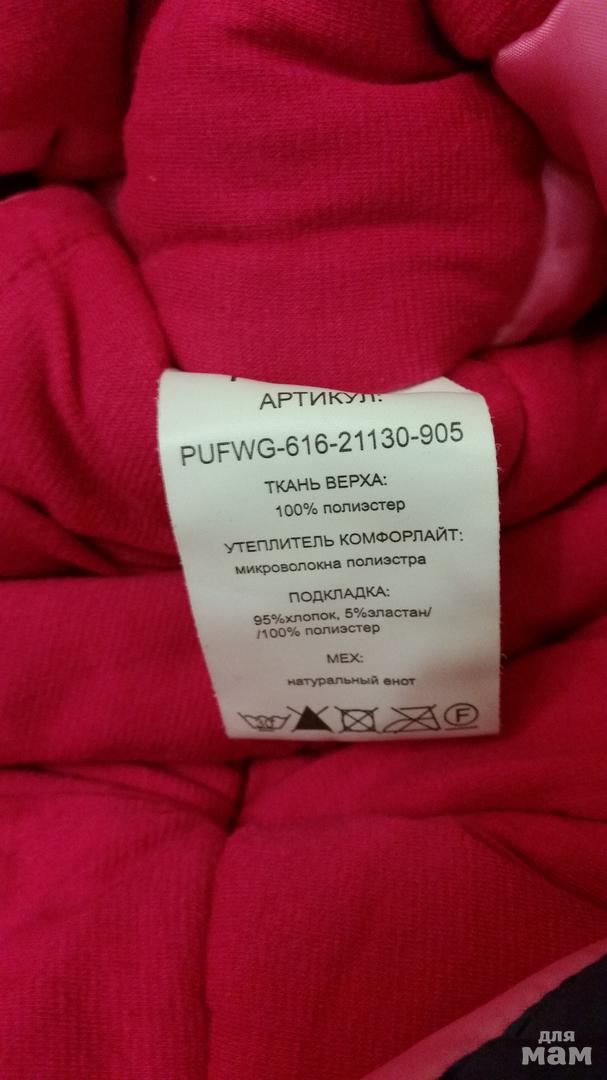 АРТИКУЛ:
PUFWG-616-21130-905
ТКАНЬ ВЕРХА:
100% полиэстер
УТЕПЛИТЕЛЬ КОМФОРЛАЙТ:
микроволокна полиэстра
ПОДКЛАДКА:
95%хлопок, 5%эластан/
/100% полиэстер
МЕХ:
натуральный енот
30
F
для
мам